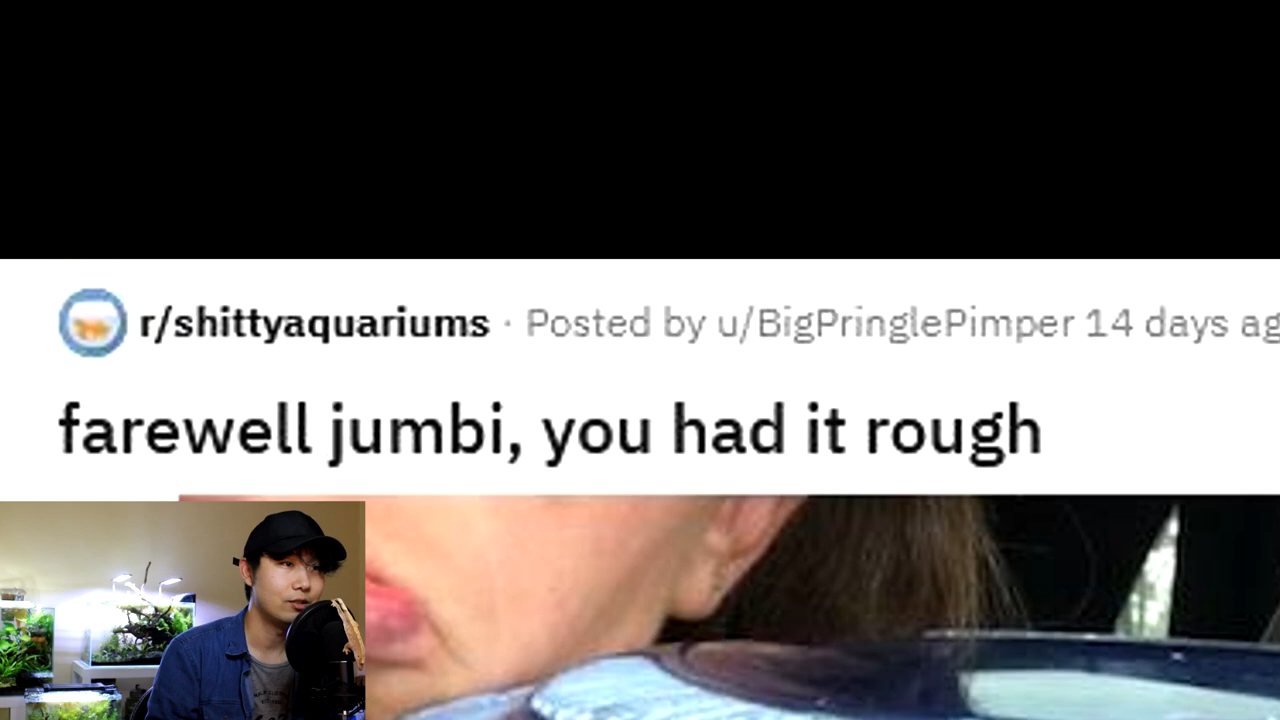 r/shittyaquariums · Posted by u/BigPringlePimper 14 days ag
farewell jumbi, you had it rough